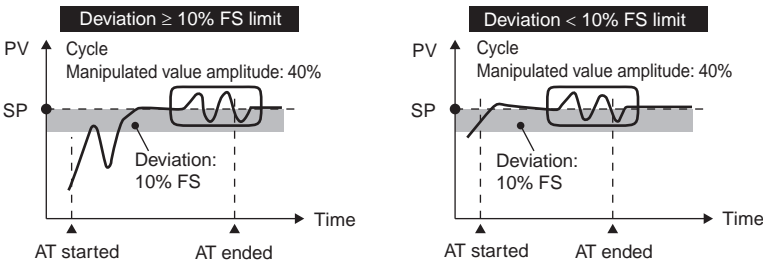 Deviation ≥ 10% FS limit
PV
Cycle
Manipulated value amplitude: 40%
SP
Deviation:
10% FS
Time
AT started
AT ended
Deviation < 10% FS limit
PV
Cycle
Manipulated value amplitude: 40%
SP
Deviation:
10% FS
Time
AT started
AT ended